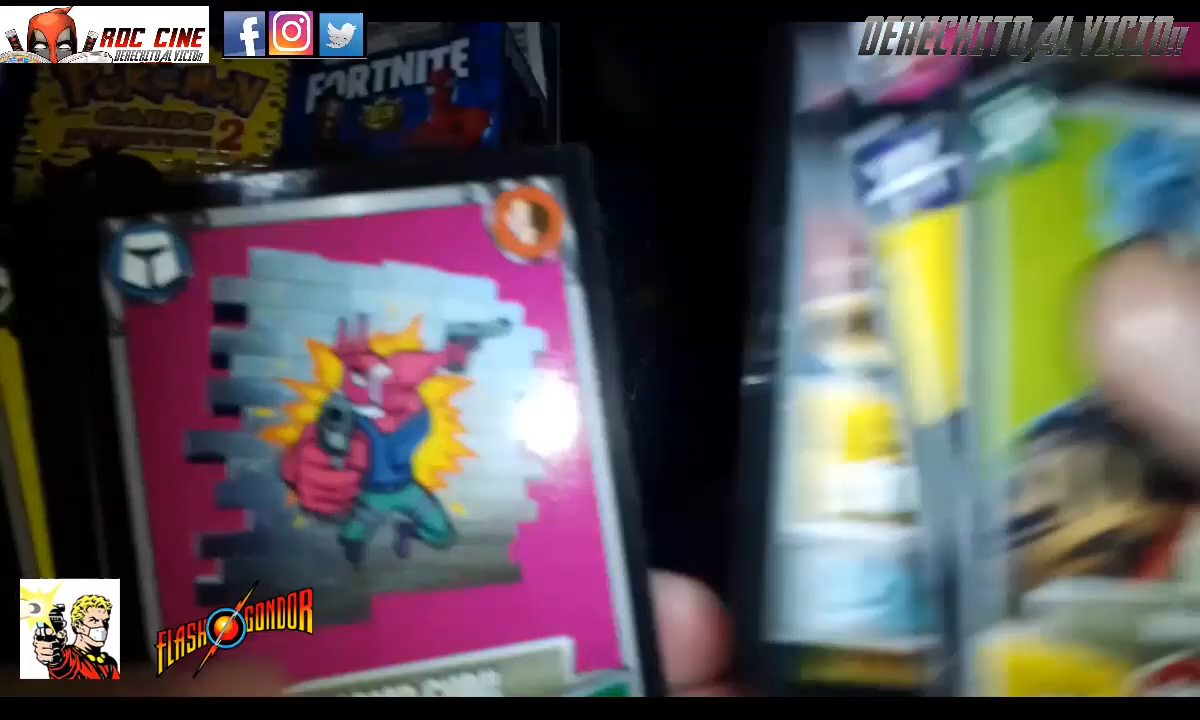 RDC CINE
DERECHITO AL VICIO!!
DERECHITO AL VICIO!!
POKEMON
CARDS
2
FORTNITE
FLASH GONDOR